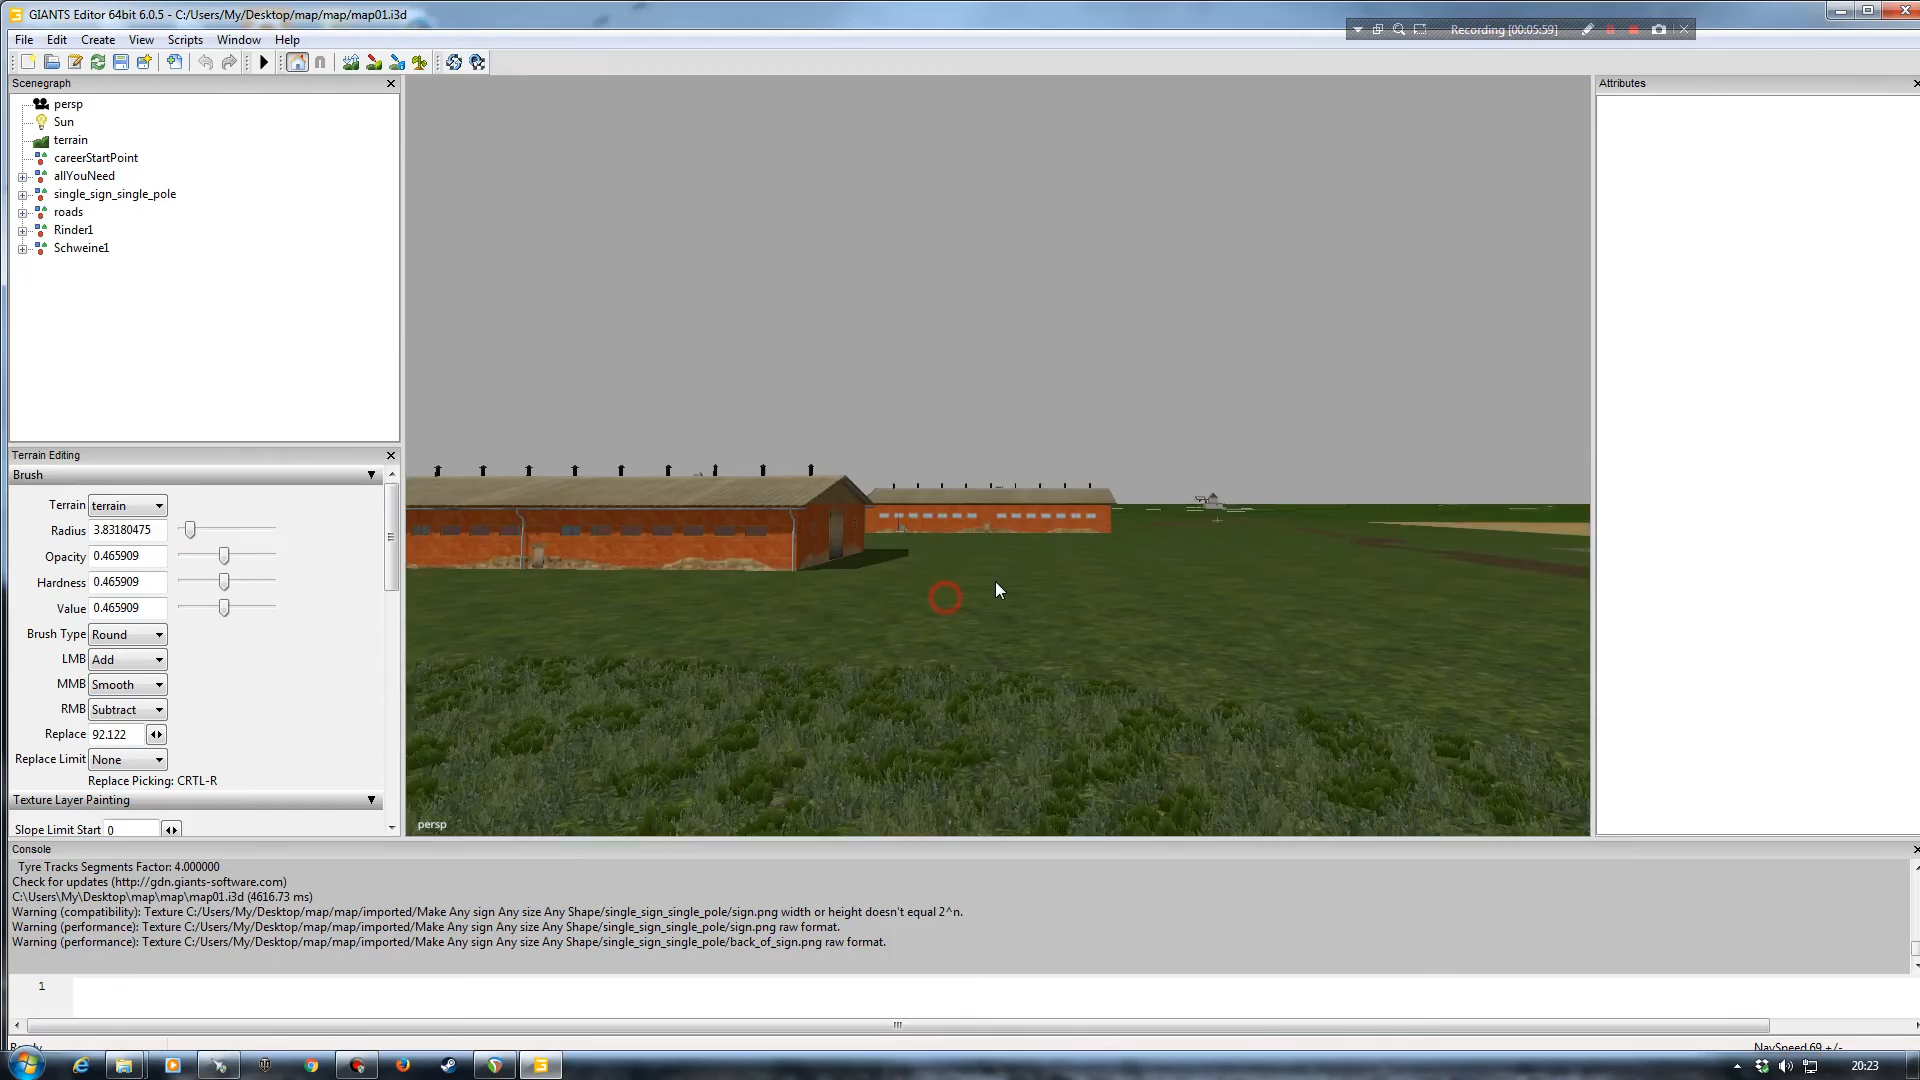 GIANTS Editor 64bit 6.0.5 - C:/Users/My/Desktop/map/map/map01.i3d
Recording [00:05:59]
File Edit Create View Scripts Window Help
Scenegraph
Attributes
persp
Sun
terrain
careerStartPoint
allYouNeed
single_sign_single_pole
roads
Rinder1
Schweine1
Terrain Editing
Brush
Terrain terrain
Radius 3.83180475
Opacity 0.465909
Hardness 0.465909
Value 0.465909
Brush Type Round
LMB Add
MMB Smooth
RMB Subtract
Replace 92.122
Replace Limit None
Replace Picking: CRTL-R
Texture Layer Painting
Slope Limit Start 0
persp
Console
Tyre Tracks Segments Factor: 4.000000
Check for updates (http://gdn.giants-software.com)
C:\Users\My\Desktop\map\map\map01.i3d (4616.73 ms)
Warning (compatibility): Texture C:/Users/My/Desktop/map/map/imported/Make Any sign Any size Any Shape/single_sign_single_pole/sign.png width or height doesn't equal 2^n.
Warning (performance): Texture C:/Users/My/Desktop/map/map/imported/Make Any sign Any size Any Shape/single_sign_single_pole/sign.png raw format.
Warning (performance): Texture C:/Users/My/Desktop/map/map/imported/Make Any sign Any size Any Shape/single_sign_single_pole/back_of_sign.png raw format.
1
NavSpeed 69 +/-
20:23